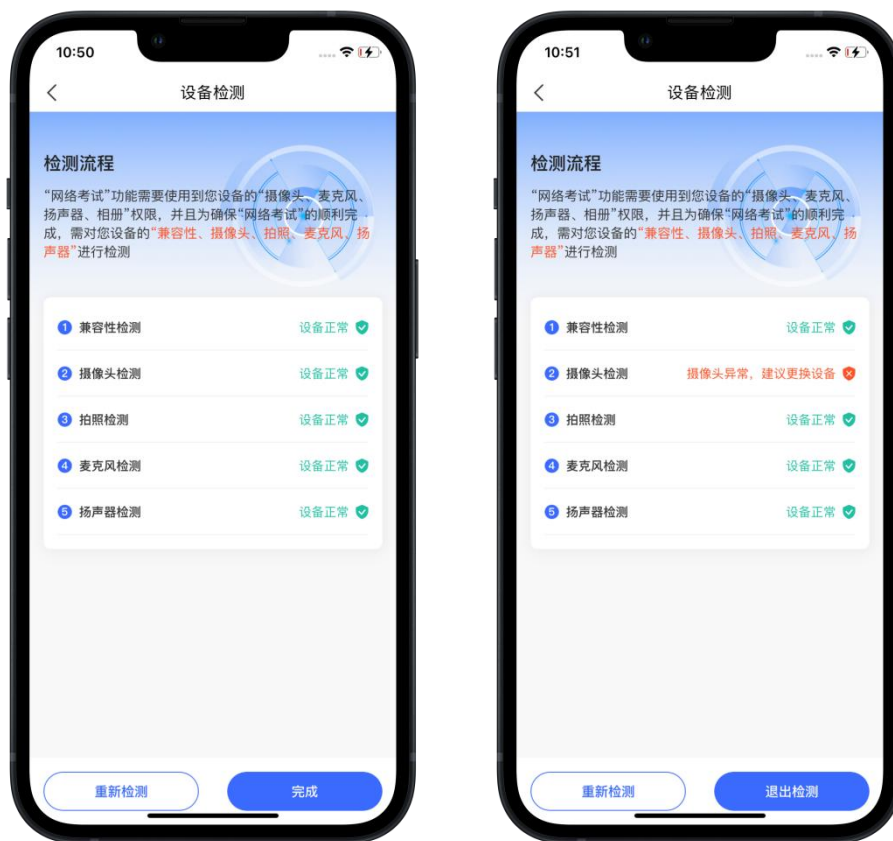 10:50
设备检测
检测流程
“网络考试”功能需要使用到您设备的“摄像头、麦克风、
扬声器、相册”权限，并且为确保“网络考试”的顺利完
成，需对您设备的“兼容性、摄像头、拍照、麦克风、扬
声器”进行检测
1 兼容性检测 设备正常
2 摄像头检测 设备正常
3 拍照检测 设备正常
4 麦克风检测 设备正常
5 扬声器检测 设备正常
重新检测 完成
10:51
设备检测
检测流程
“网络考试”功能需要使用到您设备的“摄像头、麦克风、
扬声器、相册”权限，并且为确保“网络考试”的顺利完
成，需对您设备的“兼容性、摄像头、拍照、麦克风、扬
声器”进行检测
1 兼容性检测 设备正常
2 摄像头检测 摄像头异常，建议更换设备
3 拍照检测 设备正常
4 麦克风检测 设备正常
5 扬声器检测 设备正常
重新检测 退出检测